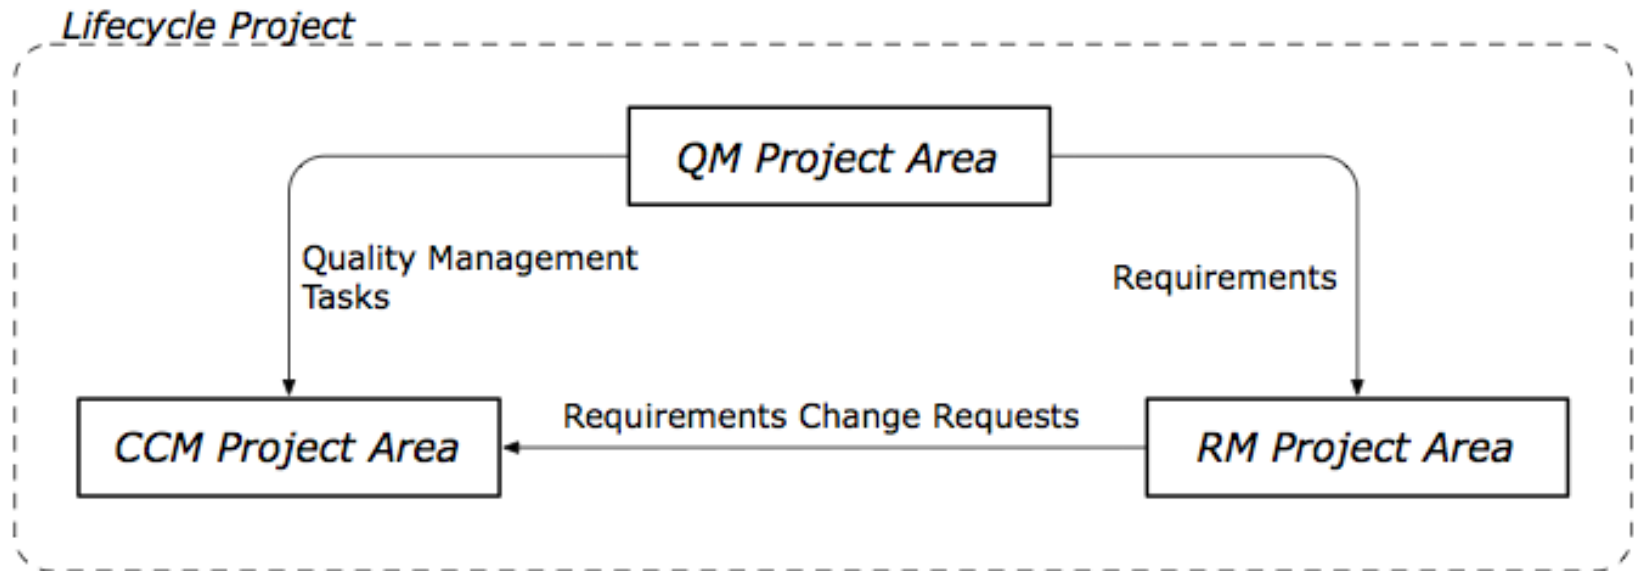 Lifecycle Project
QM Project Area
Quality Management
Tasks
Requirements
Requirements Change Requests
CCM Project Area
RM Project Area